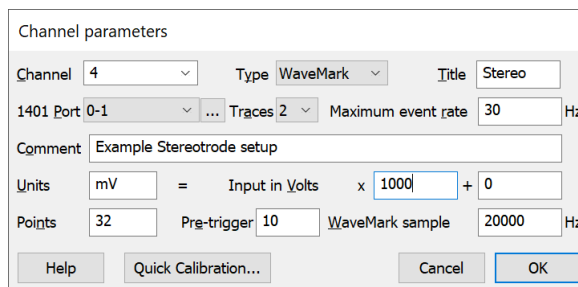 Channel parameters
Channel 4 Type WaveMark Title Stereo
1401 Port 0-1 ... Traces 2 Maximum event rate 30 Hz
Comment Example Stereotrode setup
Units mV = Input in Volts x 1000 + 0
Points 32 Pre-trigger 10 WaveMark sample 20000 Hz
Help Quick Calibration... Cancel OK